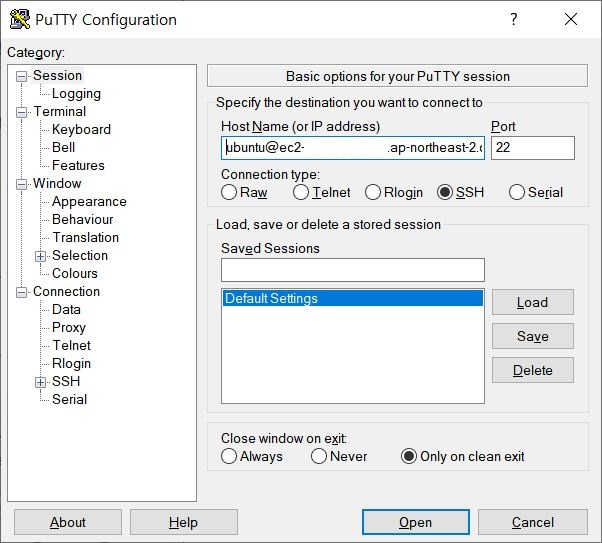 PuTTY Configuration ?
Category:
Session
Logging
Terminal
Keyboard
Bell
Features
Window
Appearance
Behaviour
Translation
Selection
Colours
Connection
Data
Proxy
Telnet
Rlogin
SSH
Serial
Basic options for your PuTTY session
Specify the destination you want to connect to
Host Name (or IP address) Port
ubuntu@ec2- .ap-northeast-2.c 22
Connection type:
Raw Telnet Rlogin SSH Serial
Load, save or delete a stored session
Saved Sessions
Default Settings
Load
Save
Delete
Close window on exit:
Always Never Only on clean exit
About Help Open Cancel